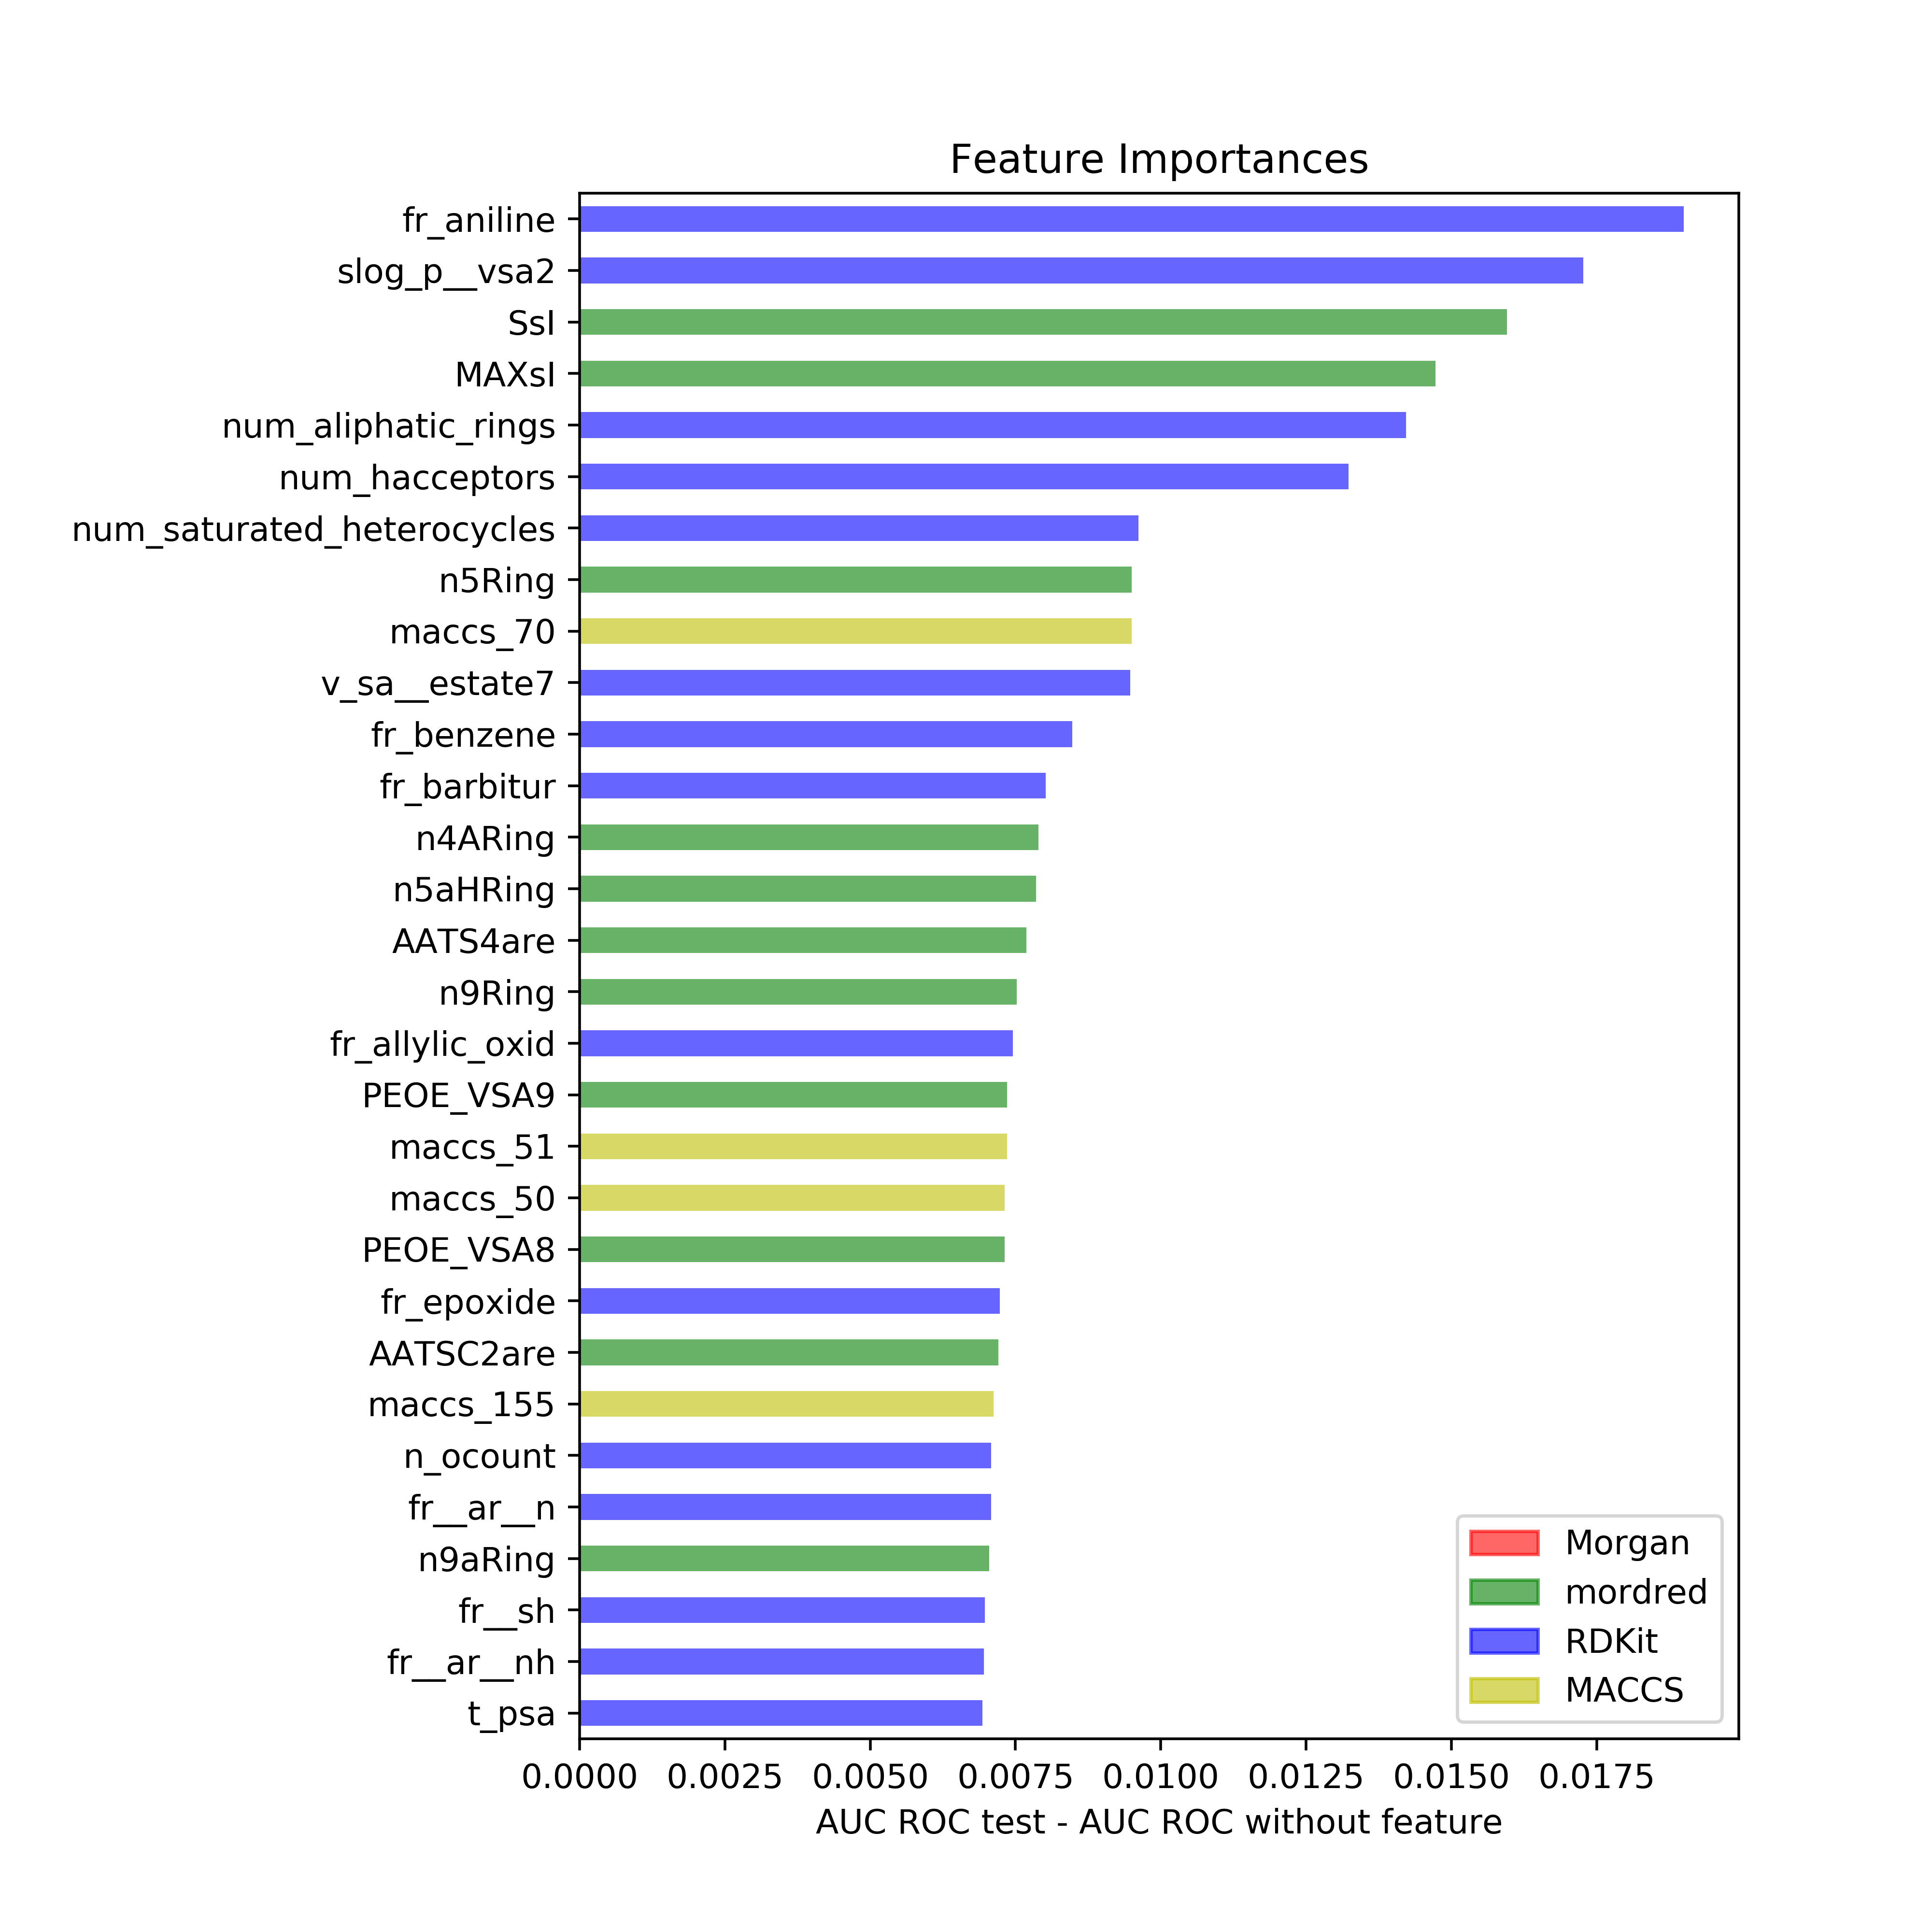 Feature Importances
fr_aniline
slog_p__vsa2
SsI
MAXsI
num_aliphatic_rings
num_hacceptors
num_saturated_heterocycles
n5Ring
maccs_70
v_sa__estate7
fr_benzene
fr_barbitur
n4ARing
n5aHRing
AATS4are
n9Ring
fr_allylic_oxid
PEOE_VSA9
maccs_51
maccs_50
PEOE_VSA8
fr_epoxide
AATSC2are
maccs_155
n_ocount
fr__ar__n
n9aRing
fr__sh
fr__ar__nh
t_psa
Morgan
mordred
RDKit
MACCS
0.0000 0.0025 0.0050 0.0075 0.0100 0.0125 0.0150 0.0175
AUC ROC test - AUC ROC without feature